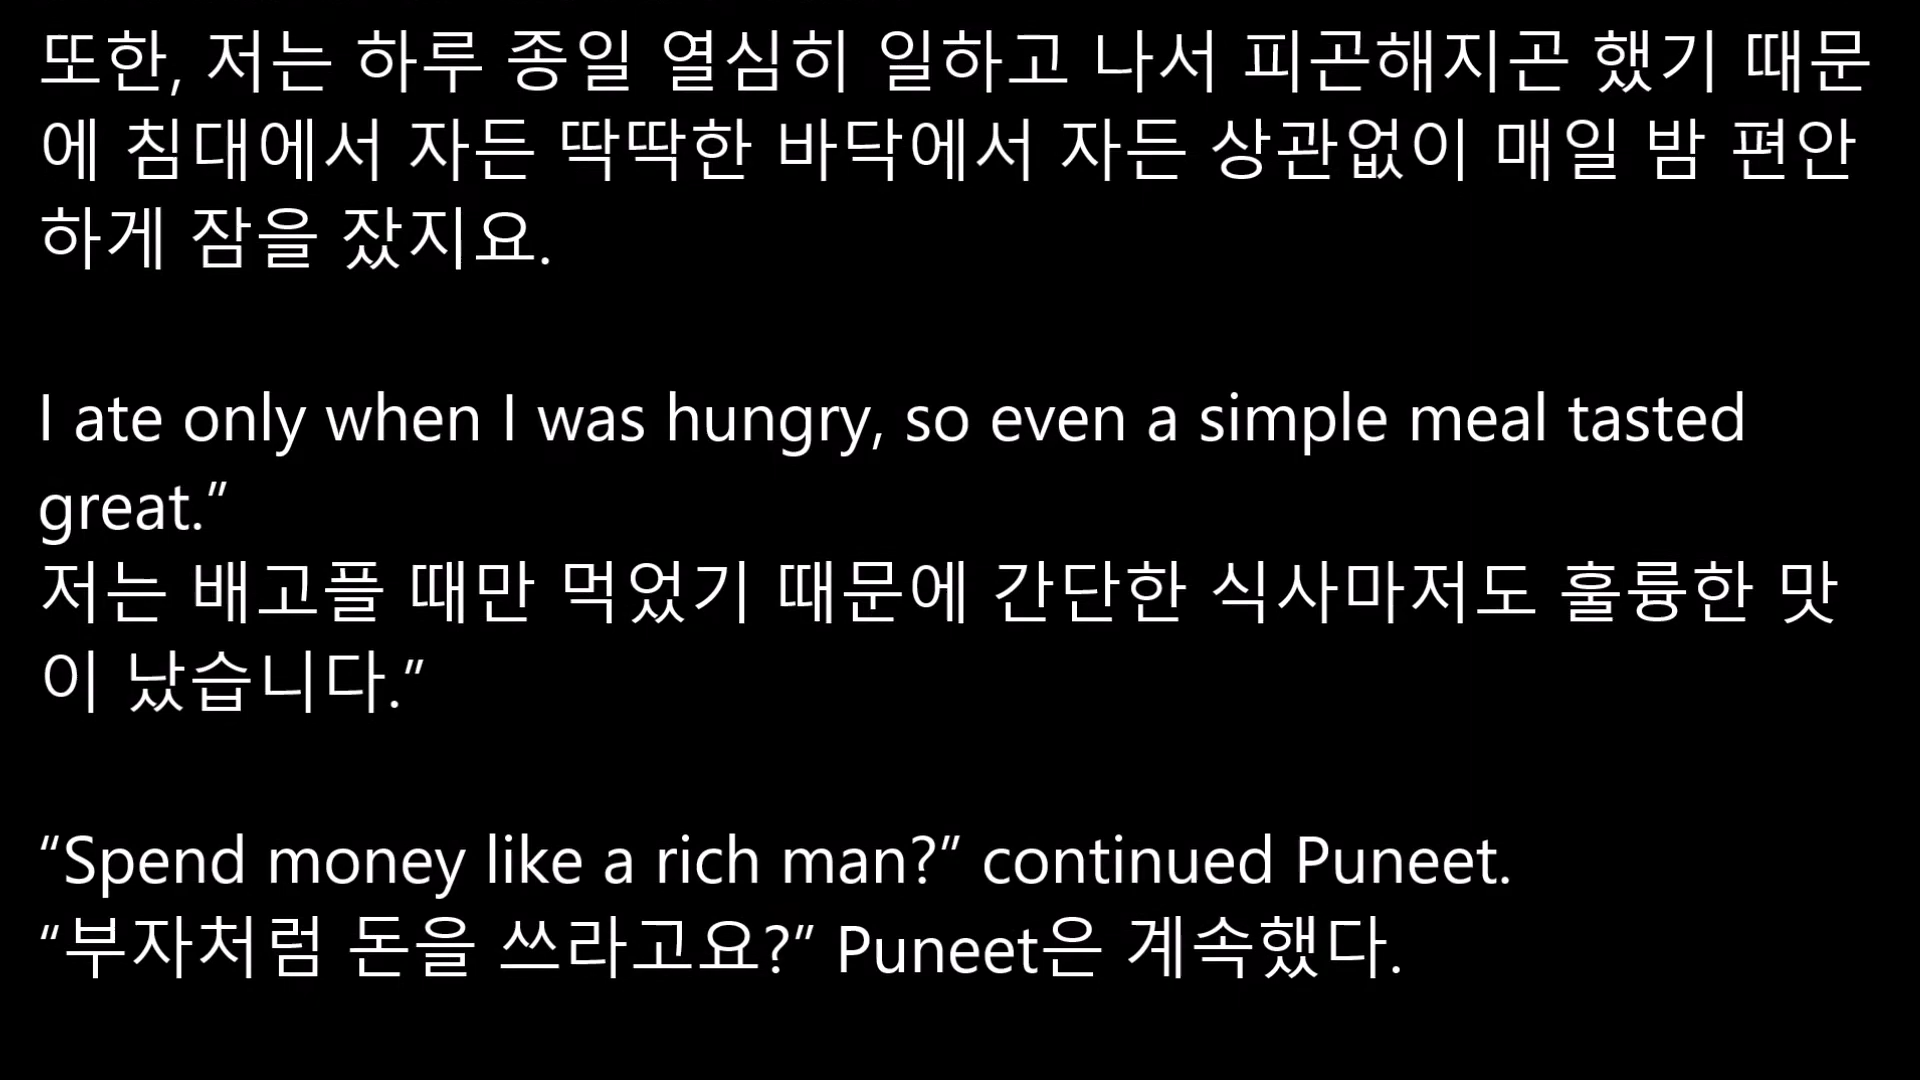 또한, 저는 하루 종일 열심히 일하고 나서 피곤해지곤 했기 때문
에 침대에서 자든 딱딱한 바닥에서 자든 상관없이 매일 밤 편안
하게 잠을 잤지요.
I ate only when I was hungry, so even a simple meal tasted
great.”
저는 배고플 때만 먹었기 때문에 간단한 식사마저도 훌륭한 맛
이 났습니다.”
“Spend money like a rich man?” continued Puneet.
“부자처럼 돈을 쓰라고요?” Puneet은 계속했다.